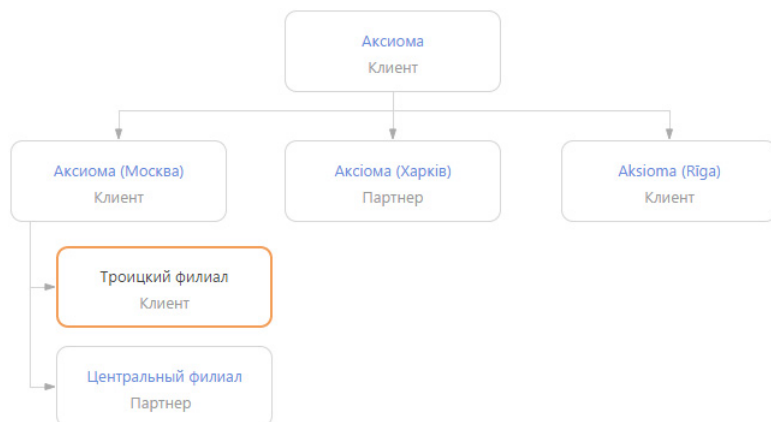 Аксиома
Клиент
Аксиома (Москва)
Клиент
Аксіома (Харків)
Партнер
Aksioma (Rīga)
Клиент
Троицкий филиал
Клиент
Центральный филиал
Партнер